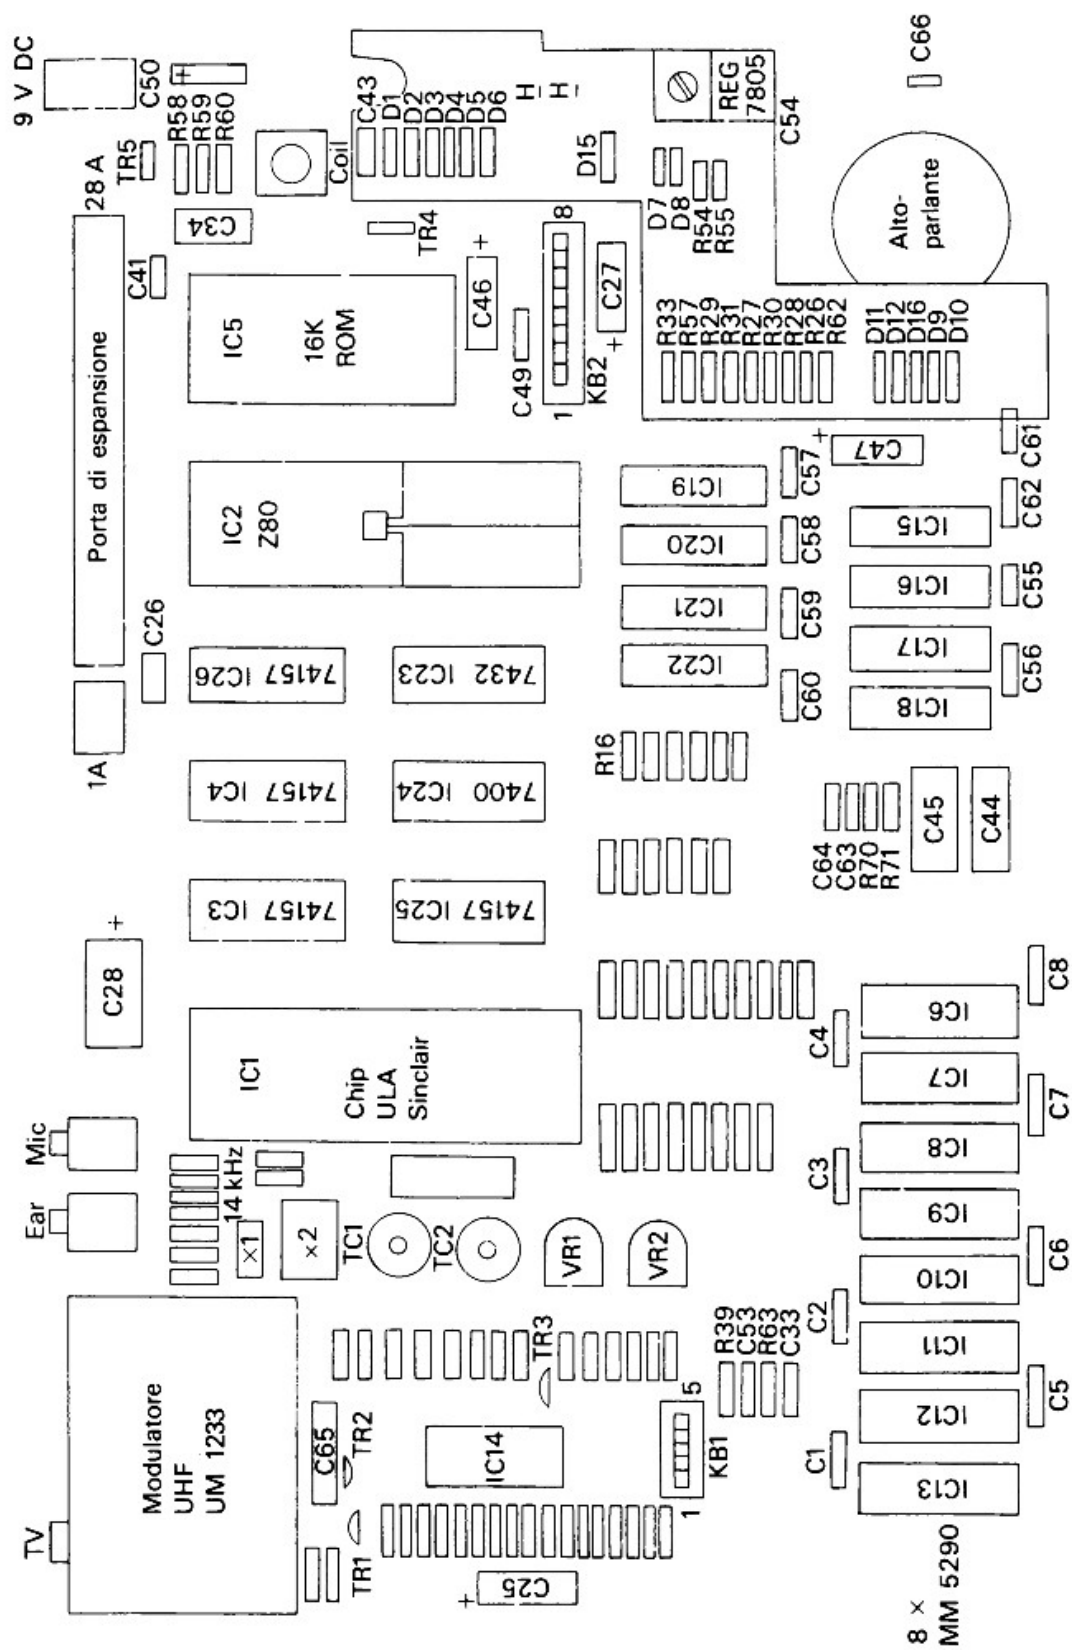 TV
Ear
Mic
1A
Porta di espansione
28 A
9 V DC
Modulatore
UHF
UM 1233
C28
+
C26
C41
TR5
C50
+
R58
R59
R60
C34
14 kHz
×1
×2
IC1
Chip
ULA
Sinclair
IC3 74157
IC4 74157
IC26 74157
IC2
Z80
IC5
16K
ROM
Coil
C43
D1
D2
D3
D4
D5
D6
H
H
TR4
TR1
TR2
C65
TC1
TC2
IC25 74157
IC24 7400
IC23 7432
C46
+
C49
1
8
KB2
C27
+
D15
REG
7805
C54
C66
D7
D8
R54
R55
Alto-
parlante
C25
+
IC14
TR3
VR1
VR2
R16
IC22
IC21
IC20
IC19
R33
R57
R29
R31
R27
R30
R28
R26
R62
D11
D12
D16
D9
D10
1
5
KB1
R39
C53
R63
C33
C60
C59
C58
C57
C47
+
C64
C63
R70
R71
C45
C44
IC18
IC17
IC16
IC15
C56
C55
C62
C61
C1
C2
C3
C4
IC13
IC12
IC11
IC10
IC9
IC8
IC7
IC6
C5
C6
C7
C8
8 ×
MM 5290